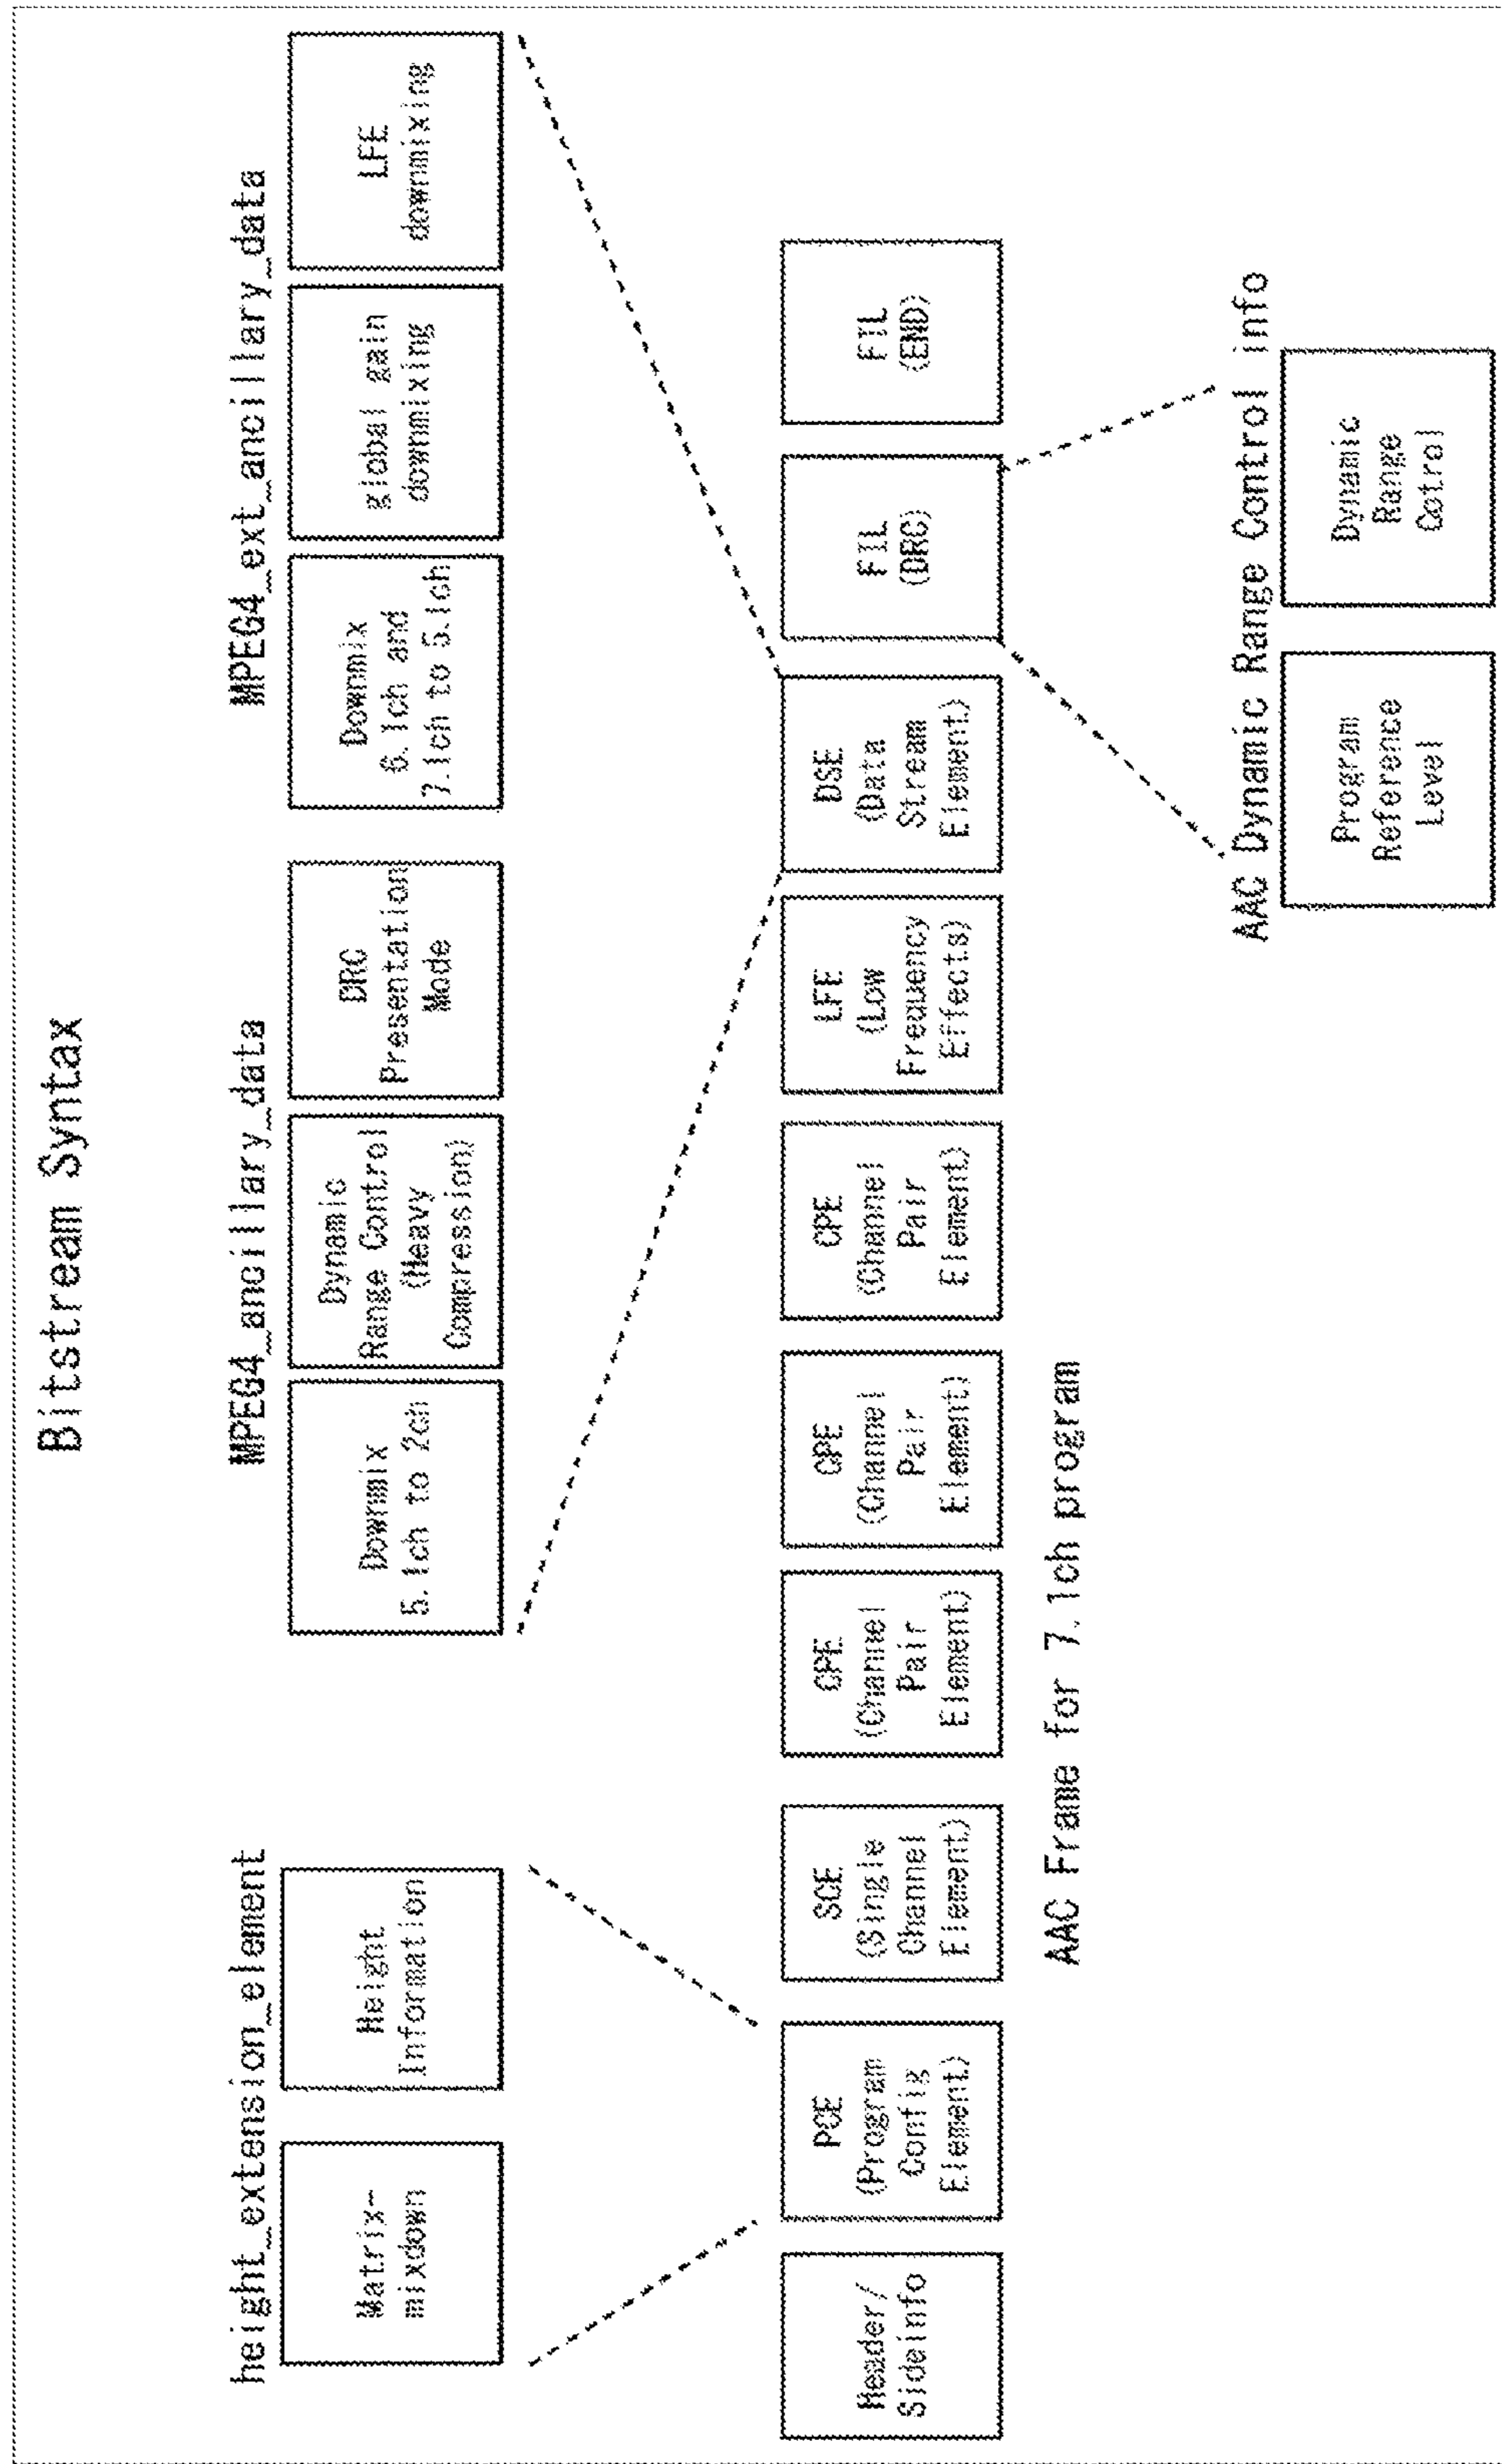 Bitstream Syntax
height_extension_element
Matrix-
mixdown
Height
Information
MPEG4_ancillary_data
Downmix
5.1ch to 2ch
Dynamic
Range Control
(Heavy
Compression)
DRC
Presentation
Mode
MPEG4_ext_ancillary_data
Downmix
6.1ch and
7.1ch to 5.1ch
global gain
downmixing
LFE
downmixing
Header/
Sideinfo
PCE
(Program
Config
Element)
SCE
(Single
Channel
Element)
CPE
(Channel
Pair
Element)
CPE
(Channel
Pair
Element)
CPE
(Channel
Pair
Element)
LFE
(Low
Frequency
Effects)
DSE
(Data
Stream
Element)
FIL
(DRC)
FIL
(END)
AAC Frame for 7.1ch program
AAC Dynamic Range Control info
Program
Reference
Level
Dynamic
Range
Cotrol